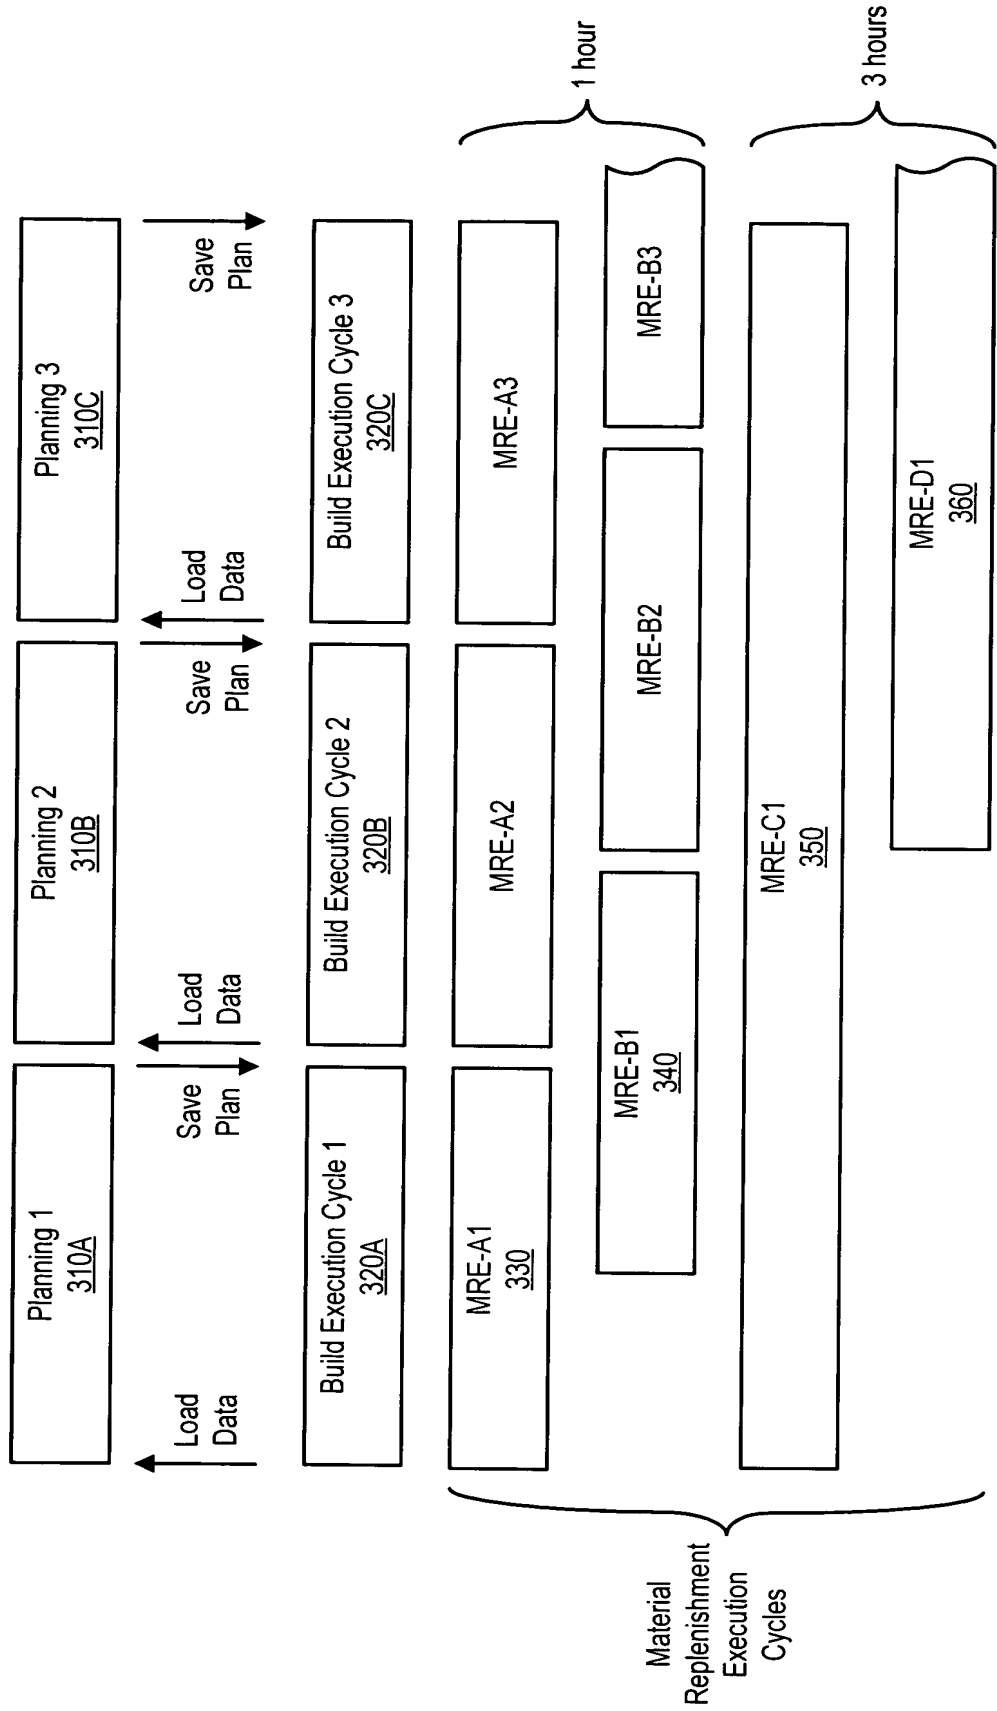 Planning 1
310A
Planning 2
310B
Planning 3
310C
Load
Data
Save
Plan
Load
Data
Save
Plan
Load
Data
Save
Plan
Build Execution Cycle 1
320A
Build Execution Cycle 2
320B
Build Execution Cycle 3
320C
MRE-A1
330
MRE-A2
MRE-A3
1 hour
MRE-B1
340
MRE-B2
MRE-B3
Material
Replenishment
Execution
Cycles
MRE-C1
350
3 hours
MRE-D1
360